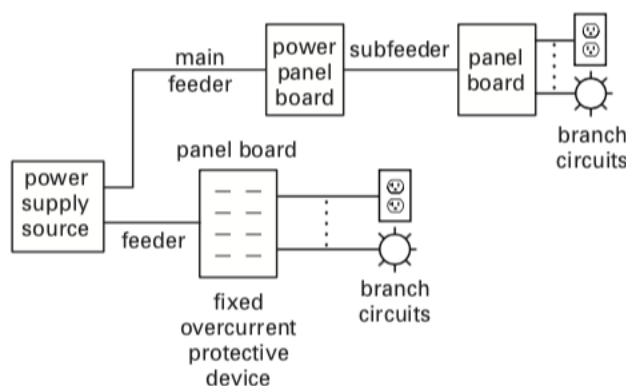 main
feeder
power
panel
board
subfeeder
panel
board
branch
circuits
power
supply
source
feeder
panel board
fixed
overcurrent
protective
device
branch
circuits